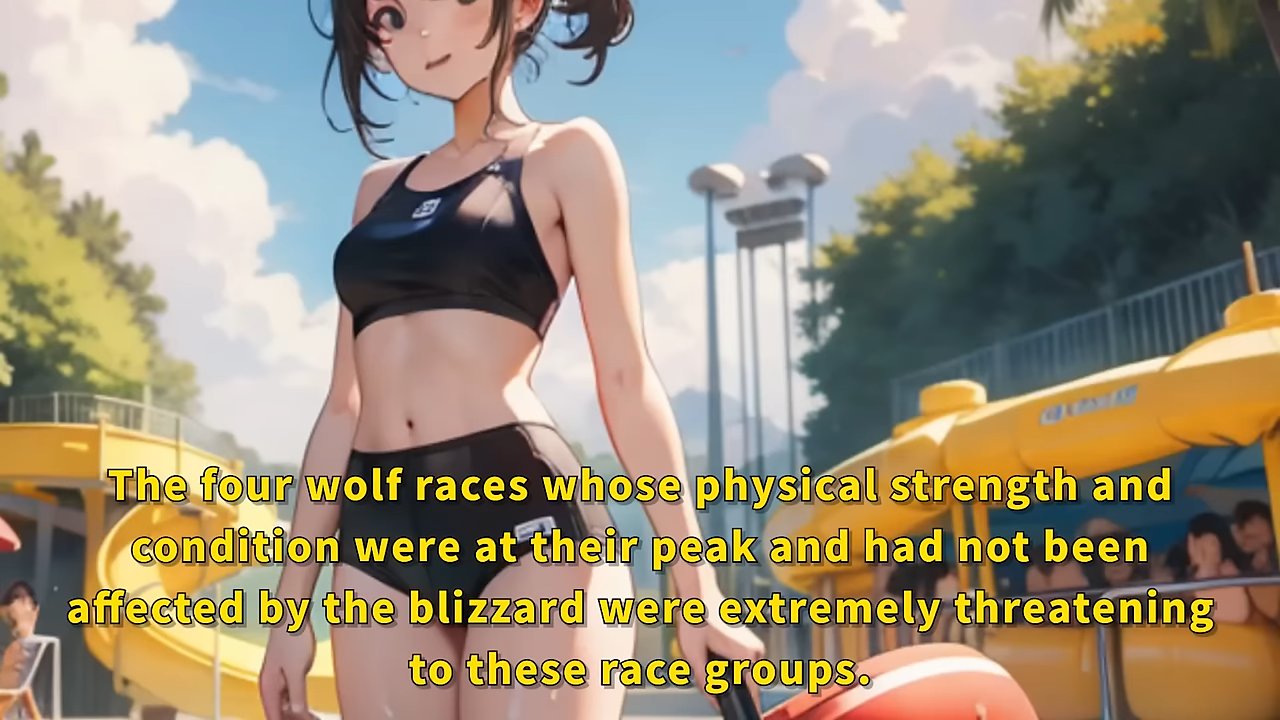 The four wolf races whose physical strength and
condition were at their peak and had not been
affected by the blizzard were extremely threatening
to these race groups.